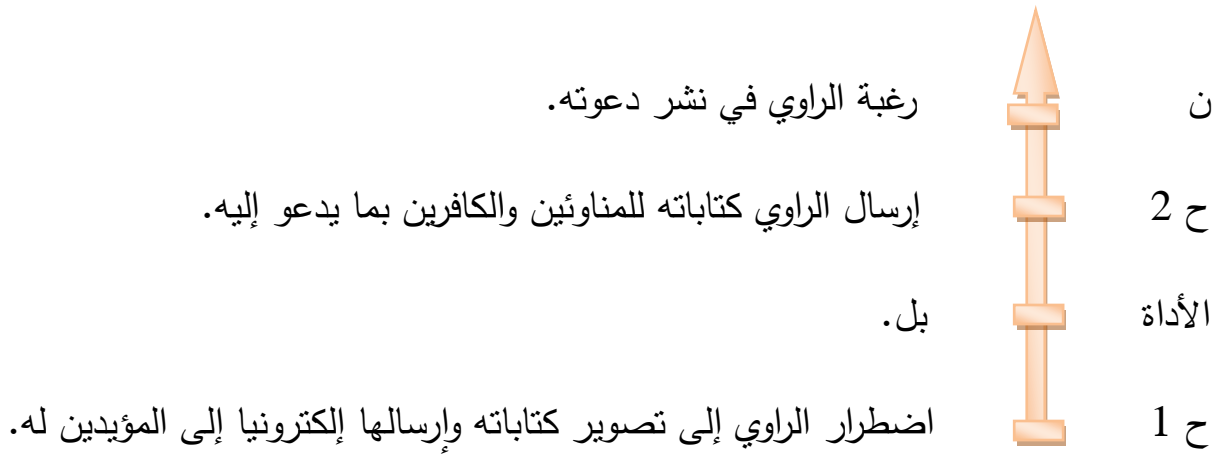 ن رغبة الراوي في نشر دعوته.
ح 2 إرسال الراوي كتاباته للمناوئين والكافرين بما يدعو إليه.
الأداة بل.
ح 1 اضطرار الراوي إلى تصوير كتاباته وإرسالها إلكترونيا إلى المؤيدين له.